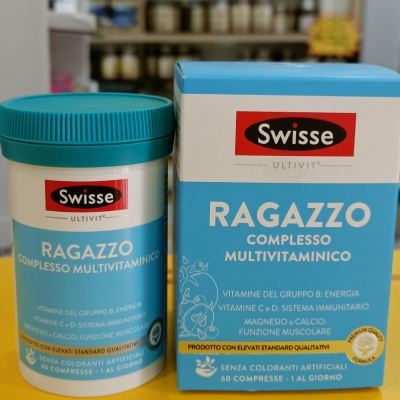 Swisse
ULTIVIT®
RAGAZZO
COMPLESSO MULTIVITAMINICO
VITAMINE DEL GRUPPO B: ENERGIA
VITAMINE C e D: SISTEMA IMMUNITARIO
MAGNESIO e CALCIO: FUNZIONE MUSCOLARE
PRODOTTO CON ELEVATI STANDARD QUALITATIVI
SENZA COLORANTI ARTIFICIALI
60 COMPRESSE - 1 AL GIORNO
Swisse
ULTIVIT®
RAGAZZO
COMPLESSO
MULTIVITAMINICO
VITAMINE DEL GRUPPO B: ENERGIA
VITAMINE C e D: SISTEMA IMMUNITARIO
MAGNESIO e CALCIO:
FUNZIONE MUSCOLARE
PRODOTTO CON ELEVATI STANDARD QUALITATIVI
PREMIUM QUALITY
FORMULA
SENZA COLORANTI ARTIFICIALI
60 COMPRESSE - 1 AL GIORNO